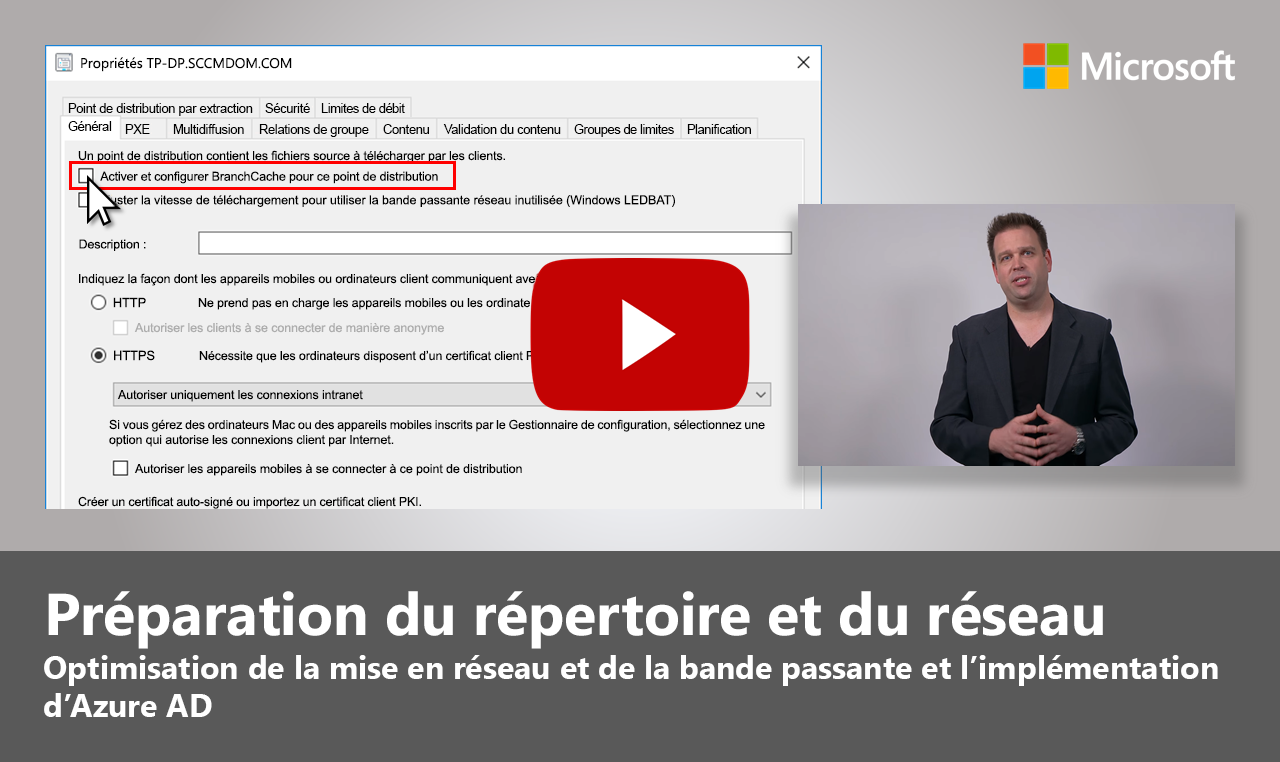 Propriétés TP-DP.SCCMDOM.COM
Microsoft
Point de distribution par extraction Sécurité Limites de débit
Général PXE Multidiffusion Relations de groupe Contenu Validation du contenu Groupes de limites Planification
Un point de distribution contient les fichiers source à télécharger par les clients.
Activer et configurer BranchCache pour ce point de distribution
la vitesse de téléchargement pour utiliser la bande passante réseau inutilisée (Windows LEDBAT)
Description :
Indiquez la façon dont les appareils mobiles ou ordinateurs client communiquent
HTTP Ne prend pas en charge les appareils mobiles ou les
Autoriser les clients à se connecter de manière anonyme
HTTPS Nécessite que les ordinateurs disposent d'un certificat client
Autoriser uniquement les connexions intranet
Si vous gérez des ordinateurs Mac ou des appareils mobiles inscrits par le Gestionnaire de configuration, sélectionnez une
option qui autorise les connexions client par Internet.
Autoriser les appareils mobiles à se connecter à ce point de distribution
Créer un certificat auto-signé ou importez un certificat client PKI.
Préparation du répertoire et du réseau
Optimisation de la mise en réseau et de la bande passante et l'implémentation
d'Azure AD